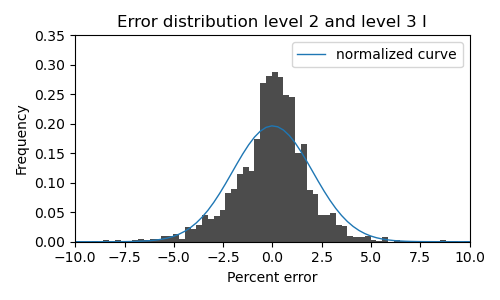 Error distribution level 2 and level 3 I
0.35
0.30
0.25
0.20
0.15
0.10
0.05
0.00
Frequency
normalized curve
−10.0 −7.5 −5.0 −2.5 0.0 2.5 5.0 7.5 10.0
Percent error